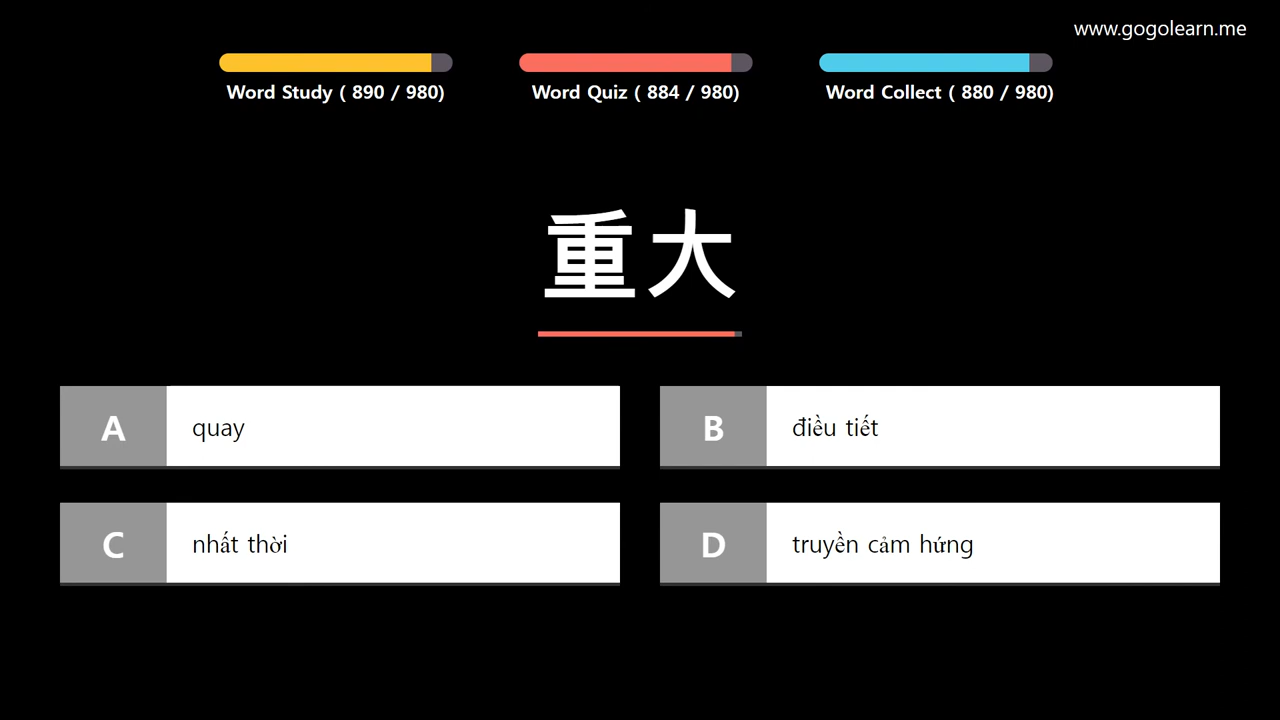 www.gogolearn.me
Word Study ( 890 / 980)
Word Quiz ( 884 / 980)
Word Collect ( 880 / 980)
重大
A quay
B điều tiết
C nhất thời
D truyền cảm hứng